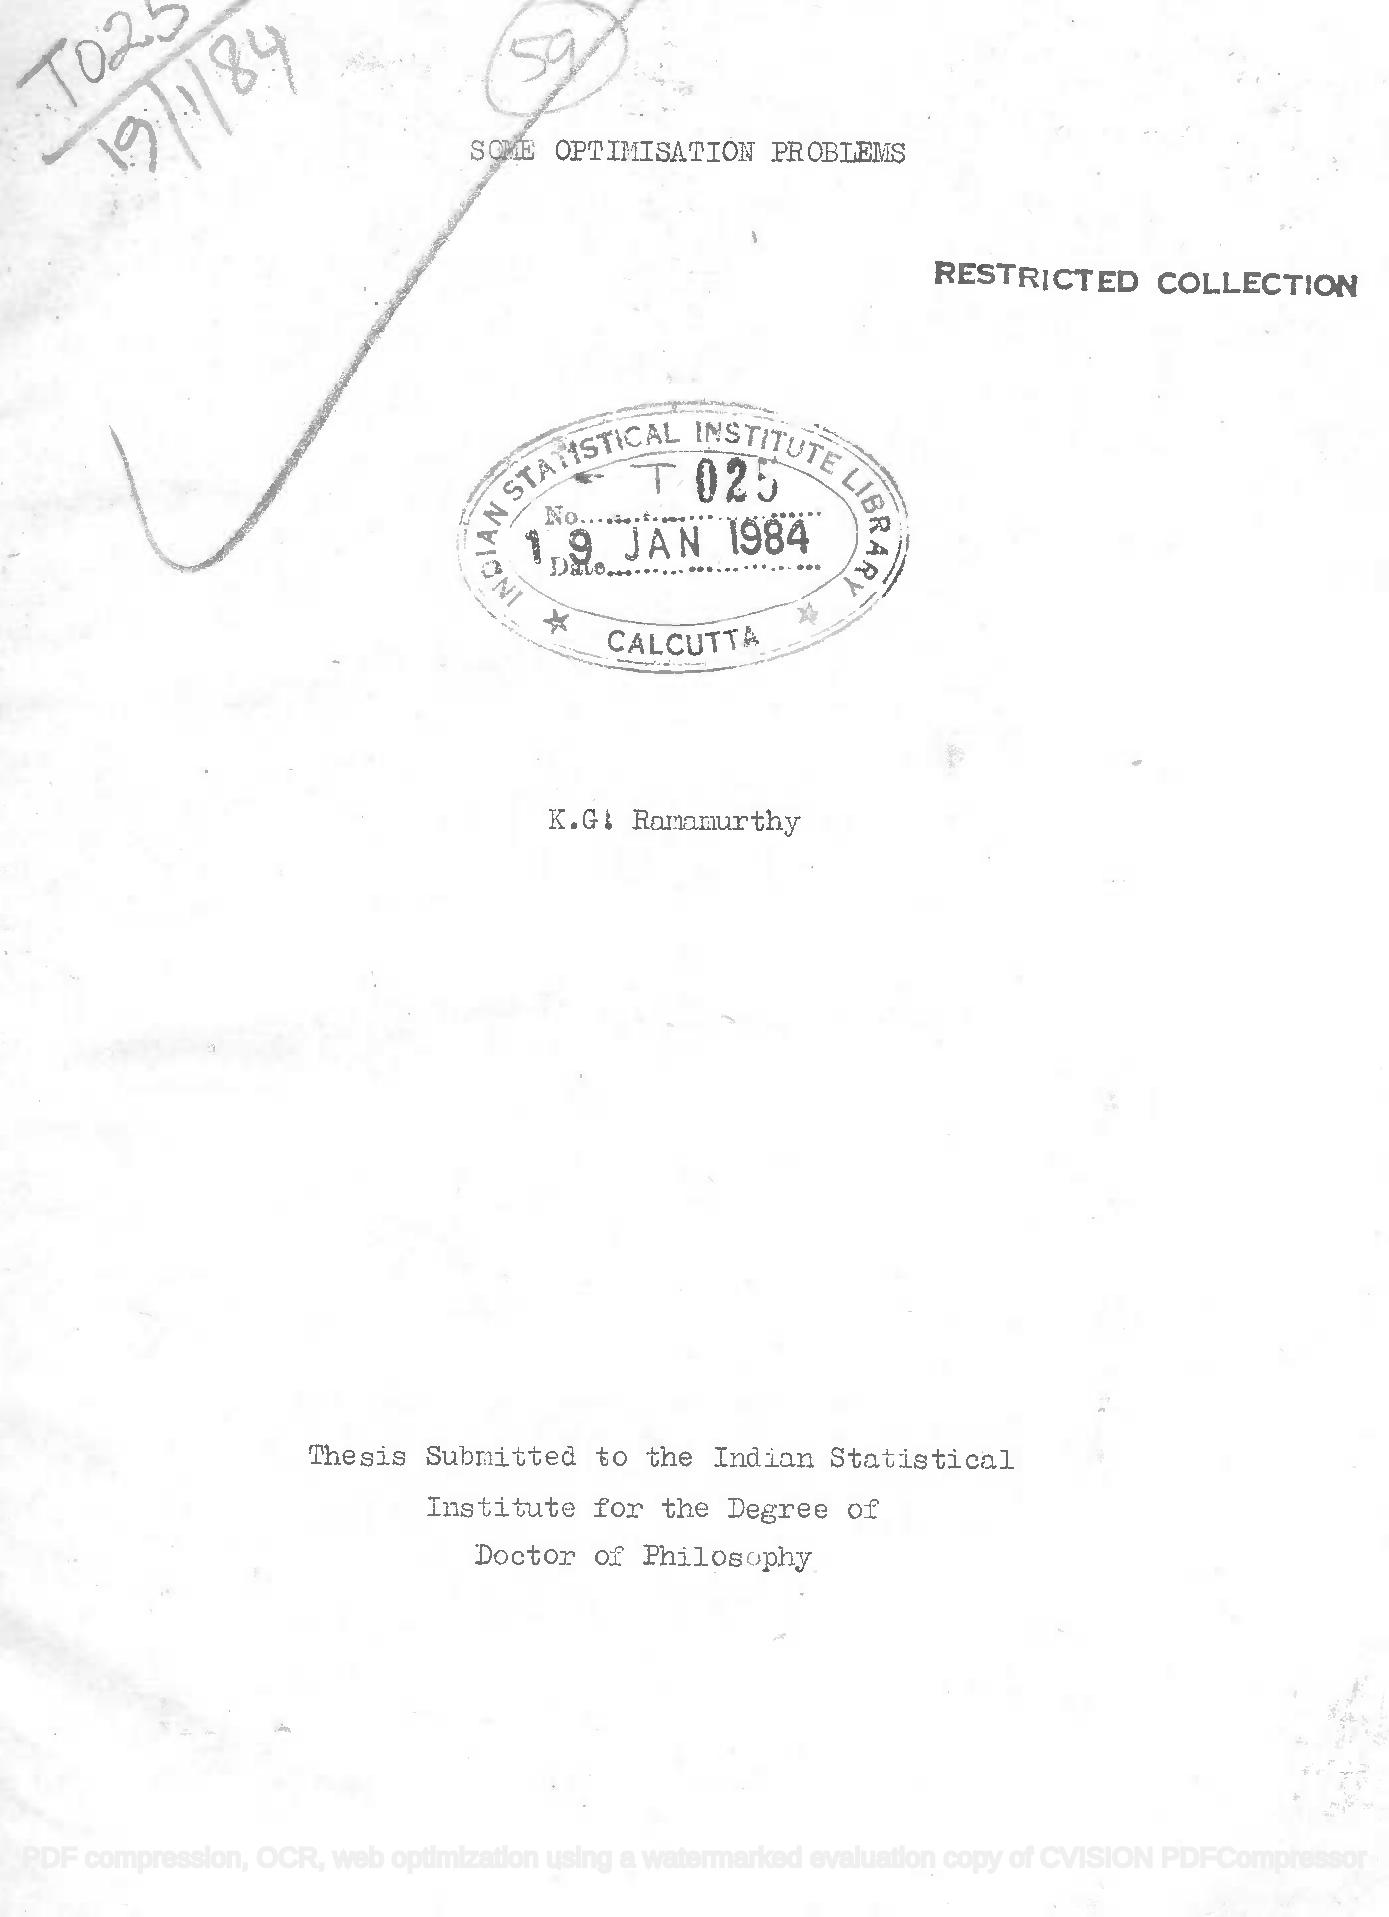 T025
19/1/84
59
SOME OPTIMISATION PROBLEMS
RESTRICTED COLLECTION
INDIAN STATISTICAL INSTITUTE LIBRARY
T 025
No.
19 JAN 1984
Date
CALCUTTA
K.G. Ramamurthy
Thesis Submitted to the Indian Statistical
Institute for the Degree of
Doctor of Philosophy
PDF compression, OCR, web optimization using a watermarked evaluation copy of CVISION PDFCompressor